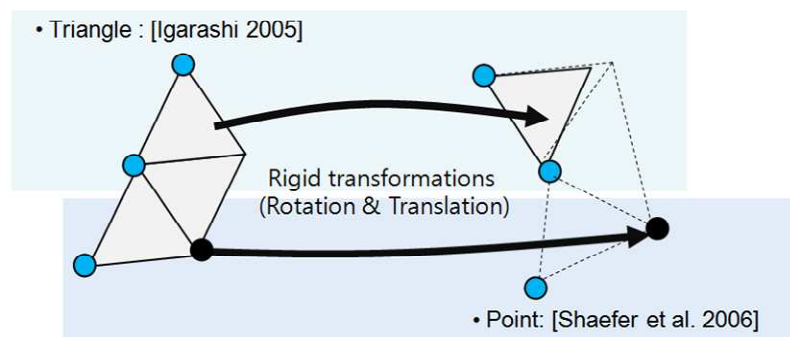 • Triangle : [Igarashi 2005]
Rigid transformations
(Rotation & Translation)
• Point: [Shaefer et al. 2006]